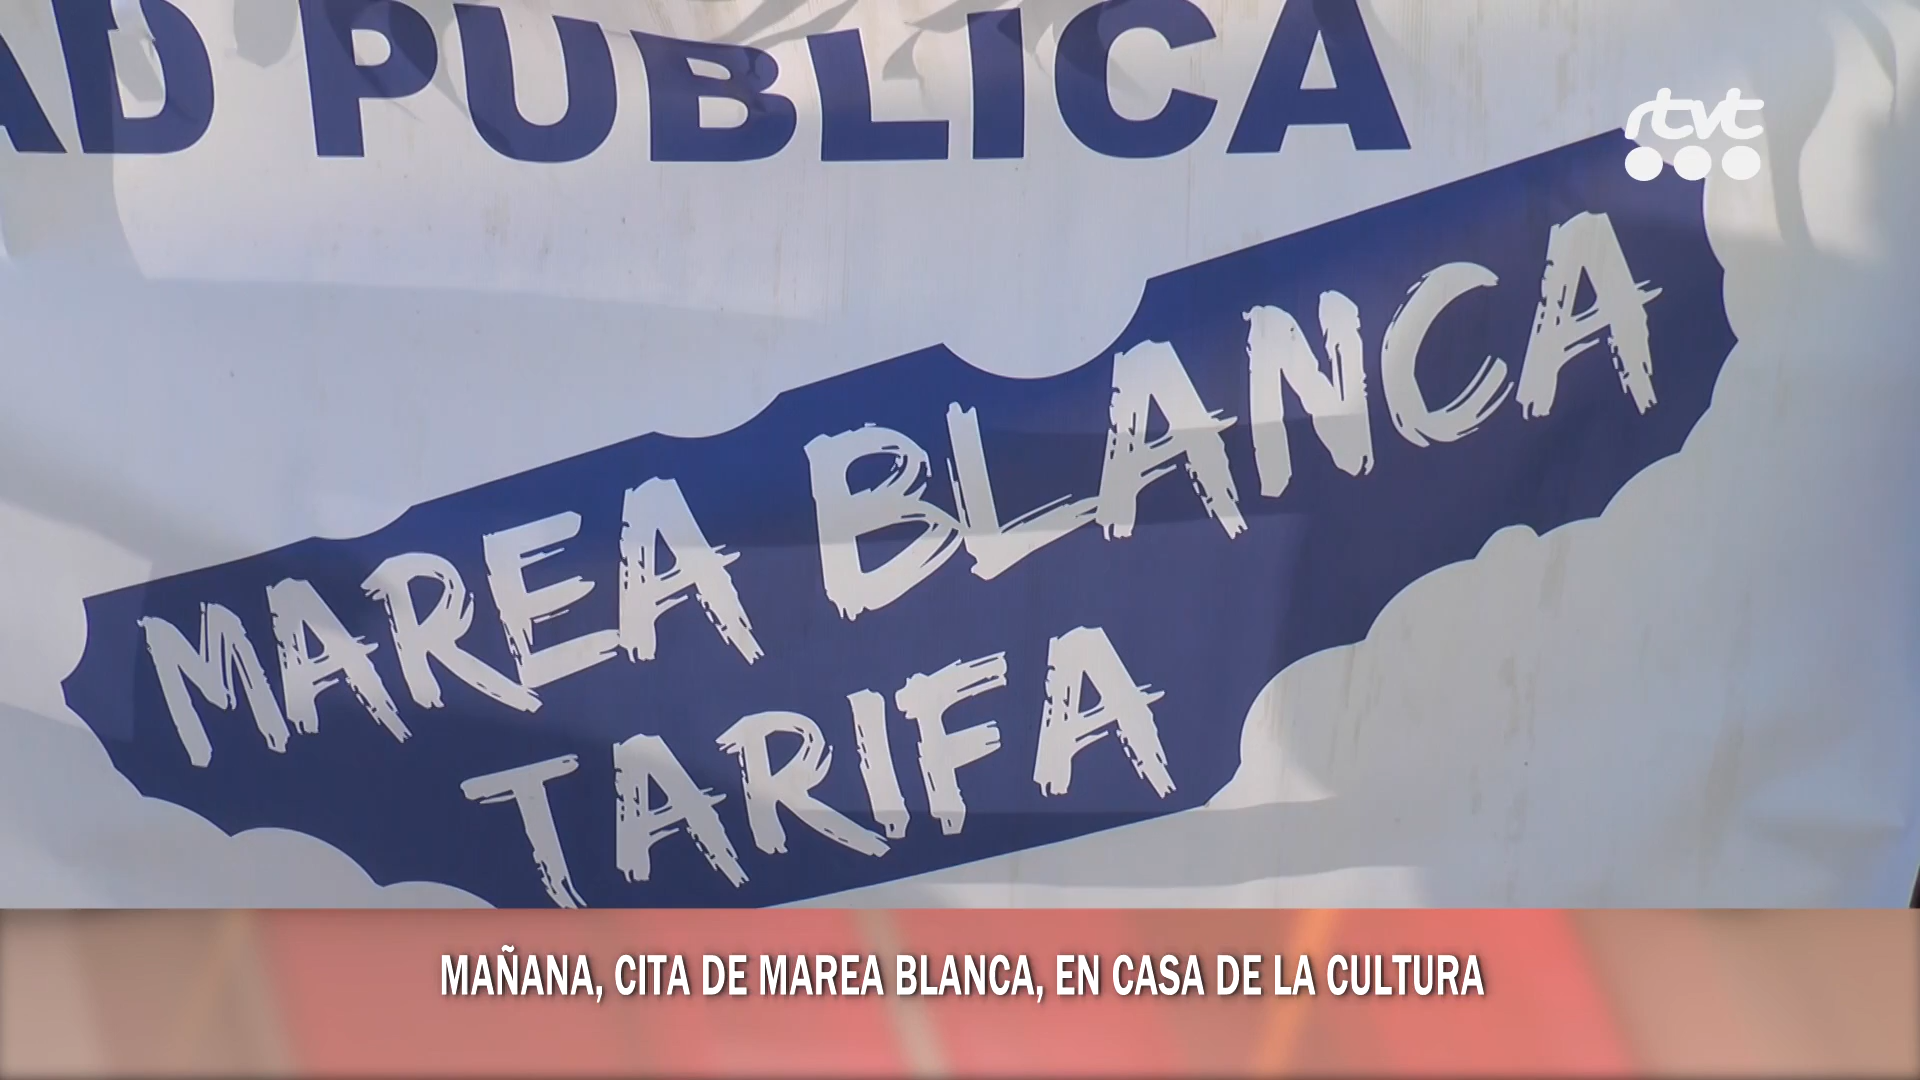 AD PUBLICA
rtvt
MAREA BLANCA
TARIFA
MAÑANA, CITA DE MAREA BLANCA, EN CASA DE LA CULTURA